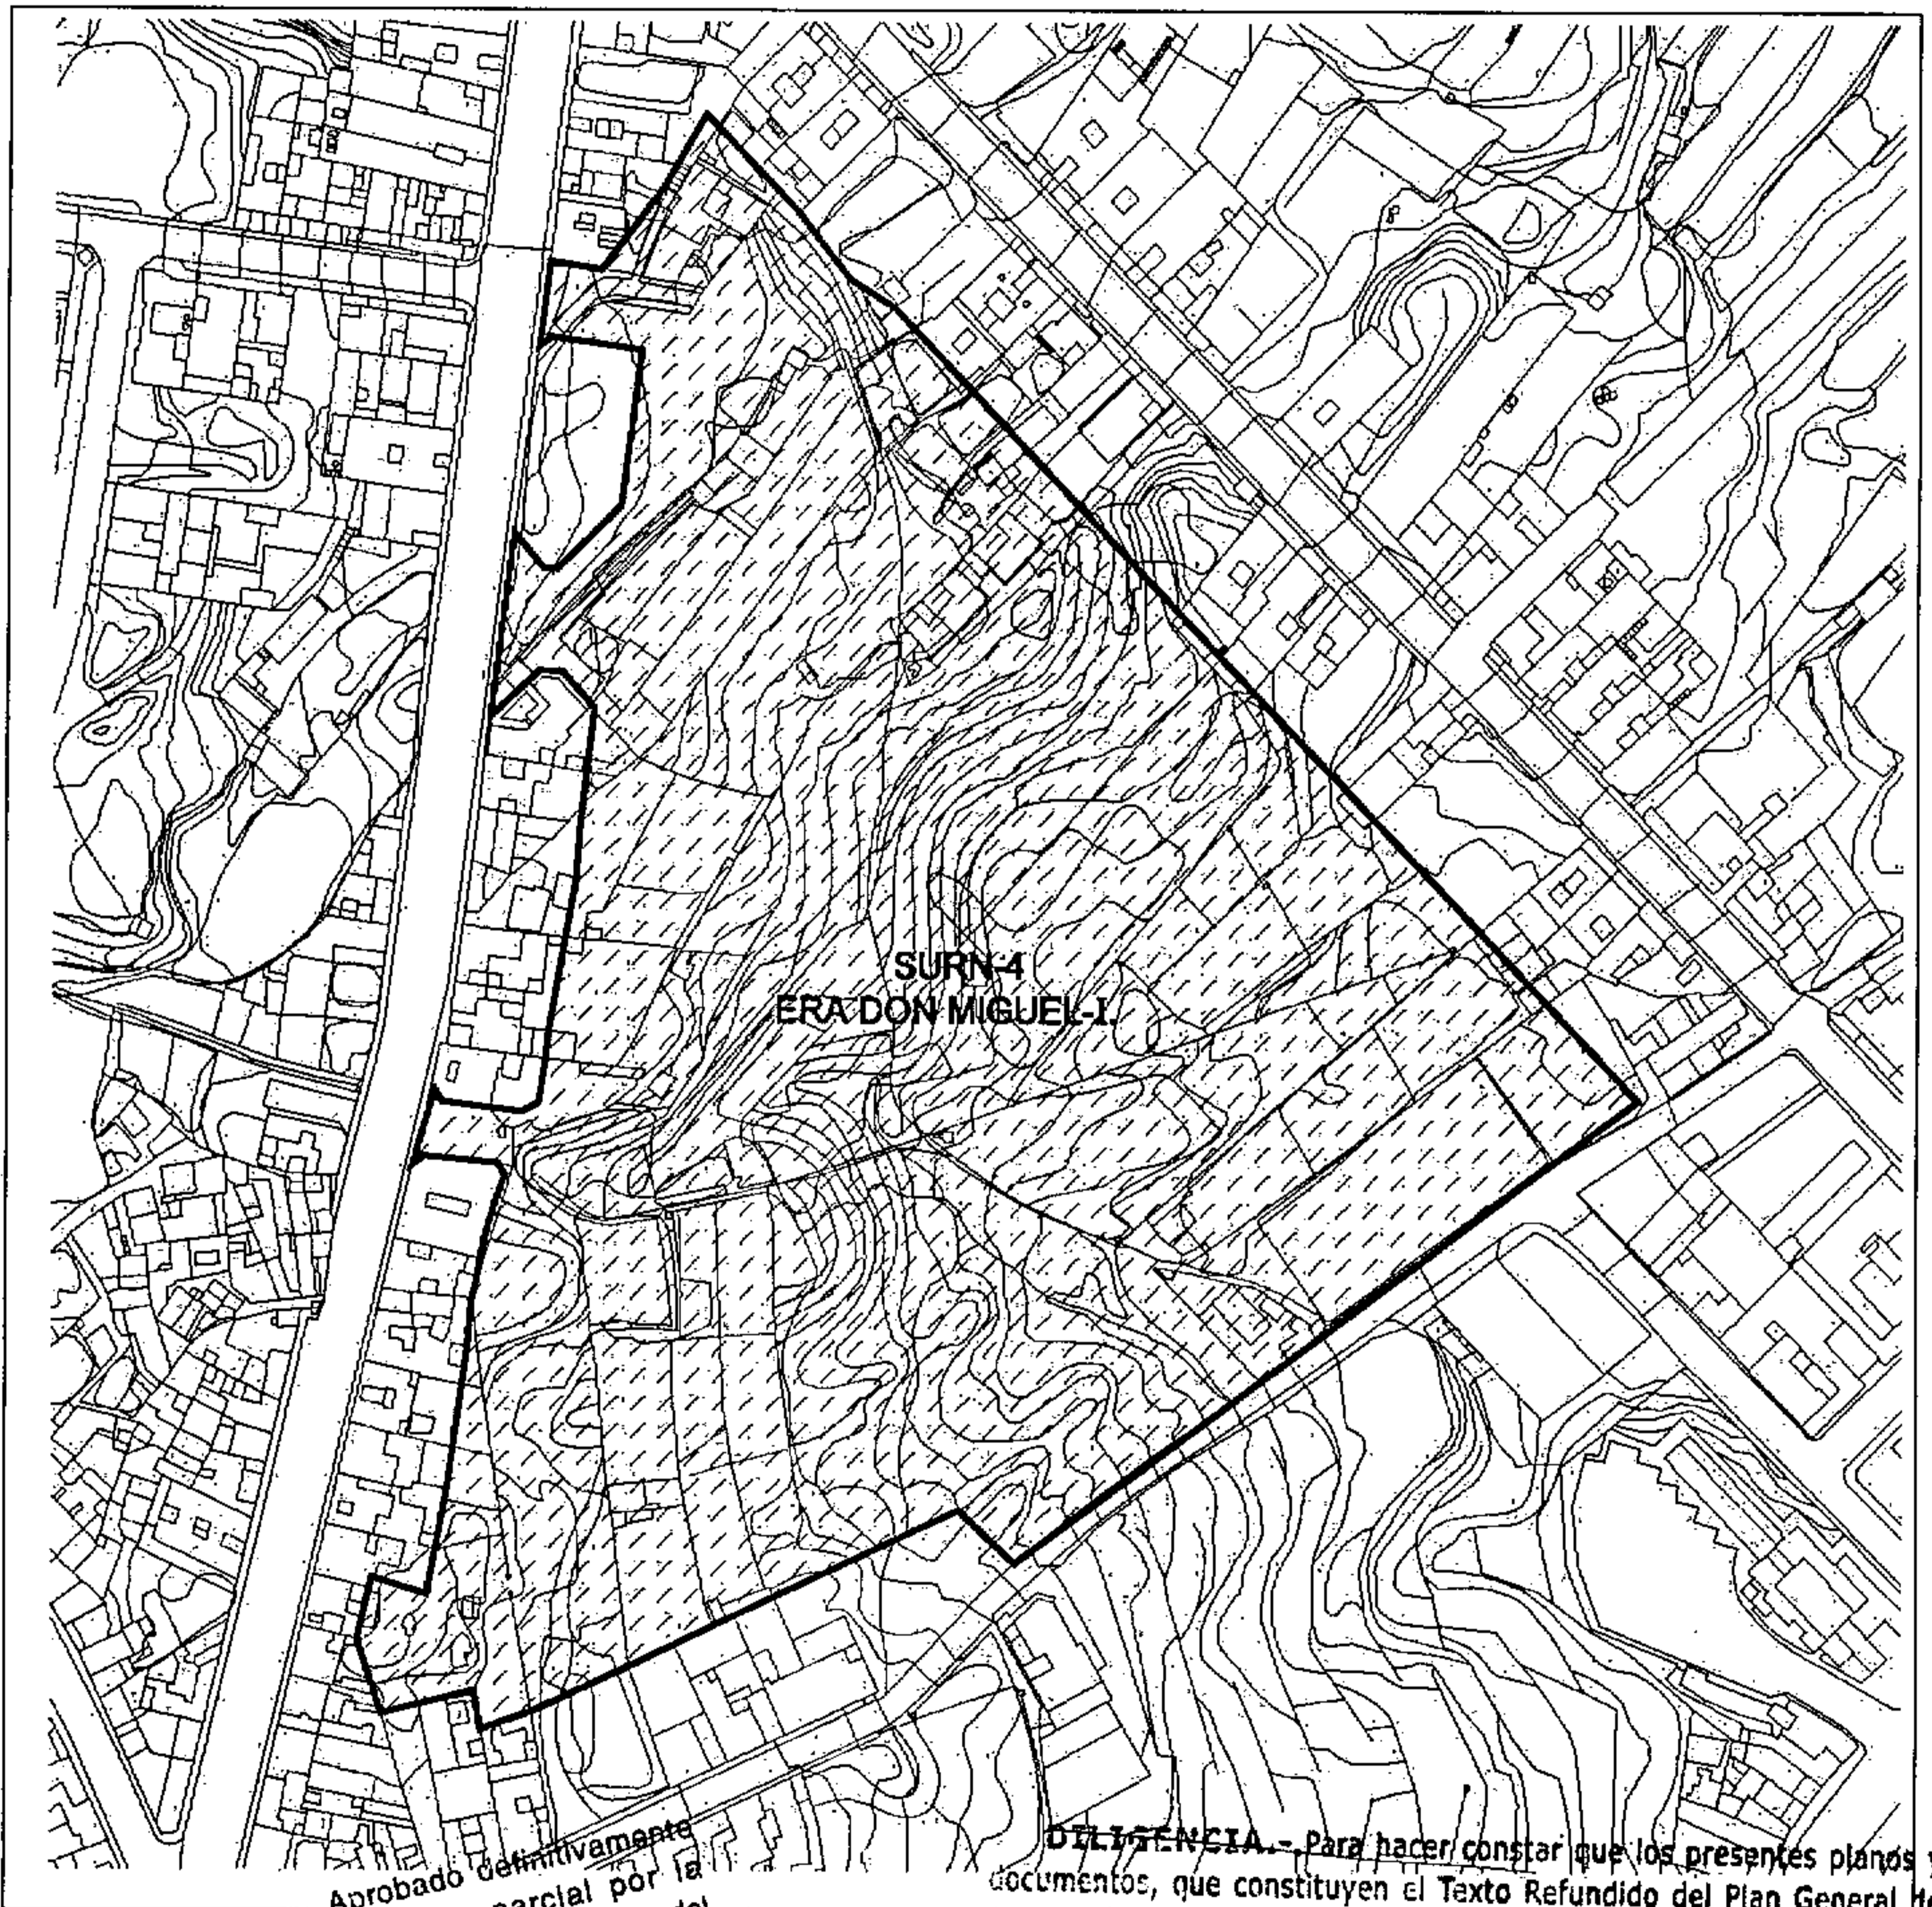 SURN-4
ERA DON MIGUEL-I.
Aprobado definitivamente
parcial por la
del
DILIGENCIA.- Para hacer constar que los presentes planos y
documentos, que constituyen el Texto Refundido del Plan General